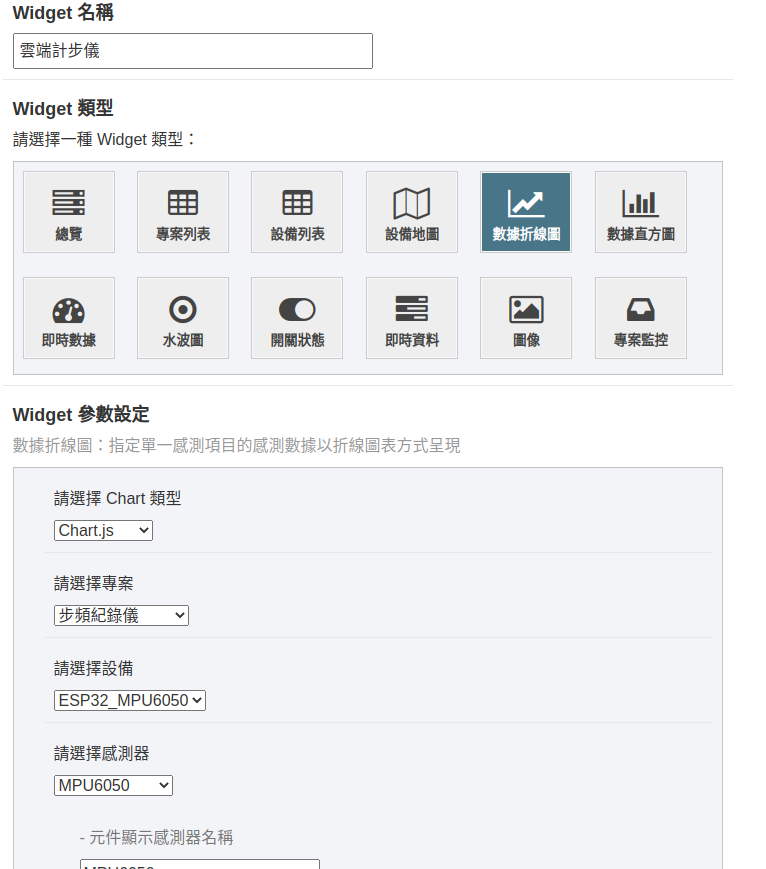 Widget 名稱
雲端計步儀
Widget 類型
請選擇一種 Widget 類型：
總覽 專案列表 設備列表 設備地圖 數據折線圖 數據直方圖
即時數據 水波圖 開關狀態 即時資料 圖像 專案監控
Widget 參數設定
數據折線圖：指定單一感測項目的感測數據以折線圖表方式呈現
請選擇 Chart 類型
Chart.js
請選擇專案
步頻紀錄儀
請選擇設備
ESP32_MPU6050
請選擇感測器
MPU6050
- 元件顯示感測器名稱
MPU6050